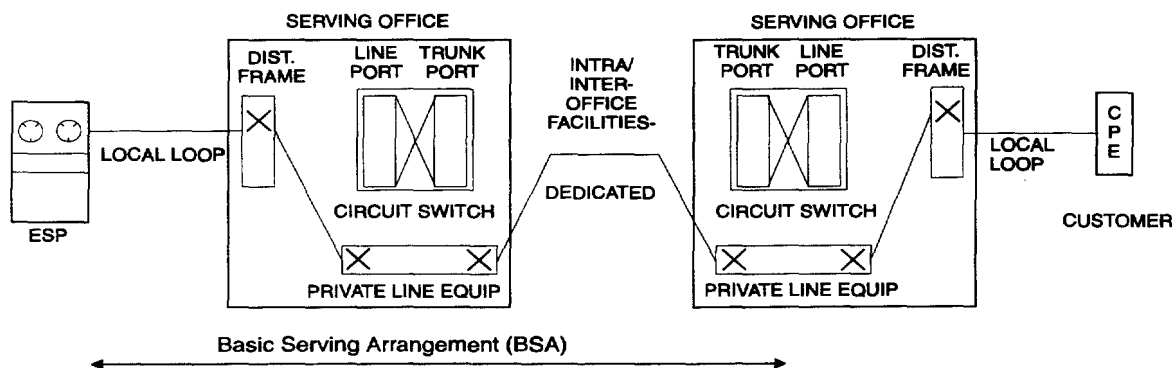 SERVING OFFICE
DIST.
FRAME
LINE
PORT
TRUNK
PORT
LOCAL LOOP
ESP
CIRCUIT SWITCH
PRIVATE LINE EQUIP
INTRA/
INTER-
OFFICE
FACILITIES-
DEDICATED
SERVING OFFICE
TRUNK
PORT
LINE
PORT
DIST.
FRAME
CIRCUIT SWITCH
PRIVATE LINE EQUIP
LOCAL
LOOP
C
P
E
CUSTOMER
Basic Serving Arrangement (BSA)